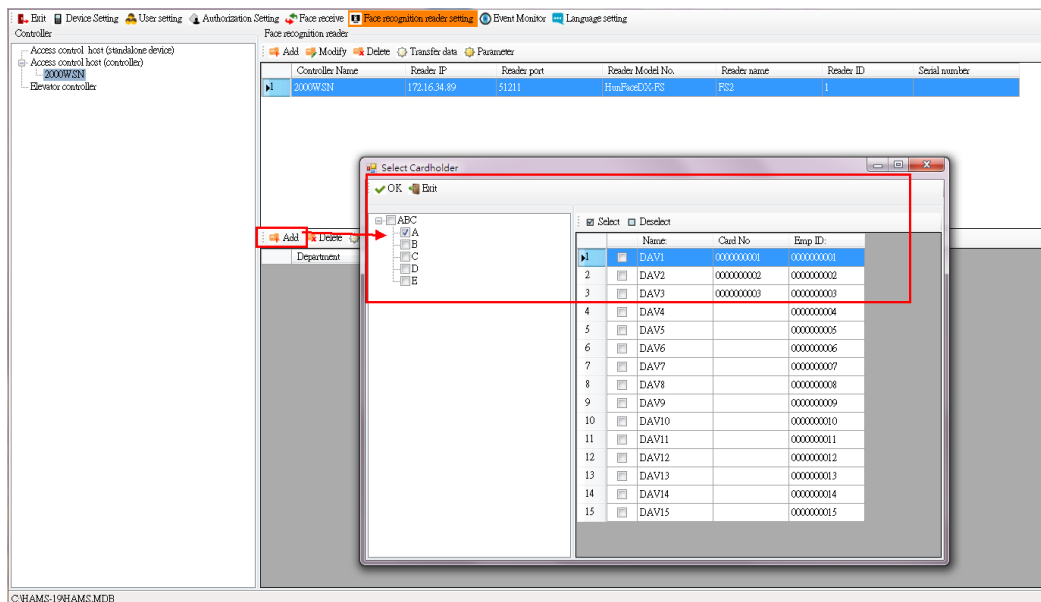 Exit Device Setting User setting Authorization Setting Face receive Face recognition reader setting Event Monitor Language setting
Controller Face recognition reader
Access control host (standalone device)
Access control host (controller)
2000WSN
Elevator controller
Add Modify Delete Transfer data Parameter
Controller Name Reader IP Reader port Reader Model No. Reader name Reader ID Serial number
1 2000WSN 172.16.34.89 51211 HunFaceDX-FS FS2 1
Add Delete
Department
Select Cardholder
OK Exit
ABC
A
B
C
D
E
Select Deselect
Name: Card No Emp ID:
1 DAV1 0000000001 0000000001
2 DAV2 0000000002 0000000002
3 DAV3 0000000003 0000000003
4 DAV4 0000000004
5 DAV5 0000000005
6 DAV6 0000000006
7 DAV7 0000000007
8 DAV8 0000000008
9 DAV9 0000000009
10 DAV10 0000000010
11 DAV11 0000000011
12 DAV12 0000000012
13 DAV13 0000000013
14 DAV14 0000000014
15 DAV15 0000000015
C:\HAMS-19\HAMS.MDB